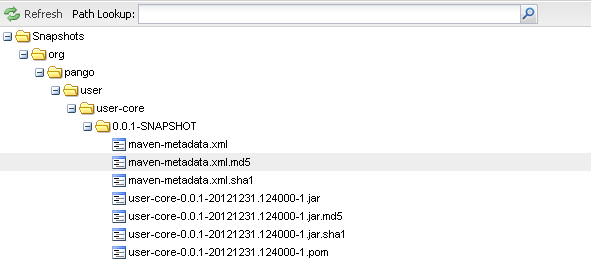 Refresh Path Lookup:
Snapshots
org
pango
user
user-core
0.0.1-SNAPSHOT
maven-metadata.xml
maven-metadata.xml.md5
maven-metadata.xml.sha1
user-core-0.0.1-20121231.124000-1.jar
user-core-0.0.1-20121231.124000-1.jar.md5
user-core-0.0.1-20121231.124000-1.jar.sha1
user-core-0.0.1-20121231.124000-1.pom